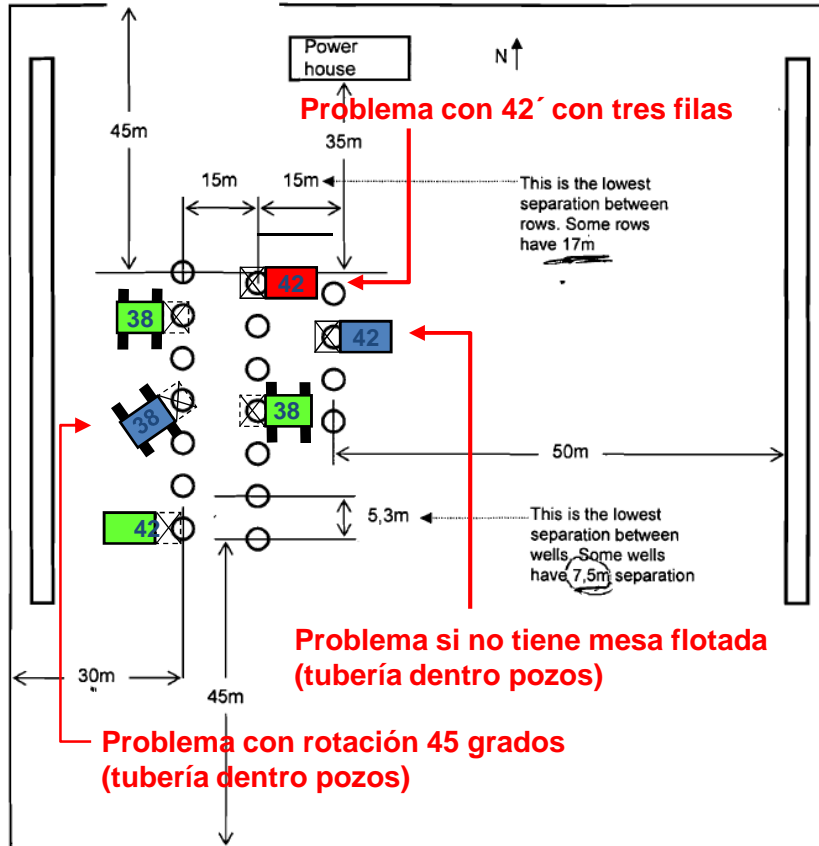 Power
house
N
Problema con 42´ con tres filas
45m
35m
15m
15m
This is the lowest
separation between
rows. Some rows
have 17m
42
38
42
38
38
50m
42
5,3m
This is the lowest
separation between
wells. Some wells
have 7,5m separation
Problema si no tiene mesa flotada
(tubería dentro pozos)
30m
45m
Problema con rotación 45 grados
(tubería dentro pozos)